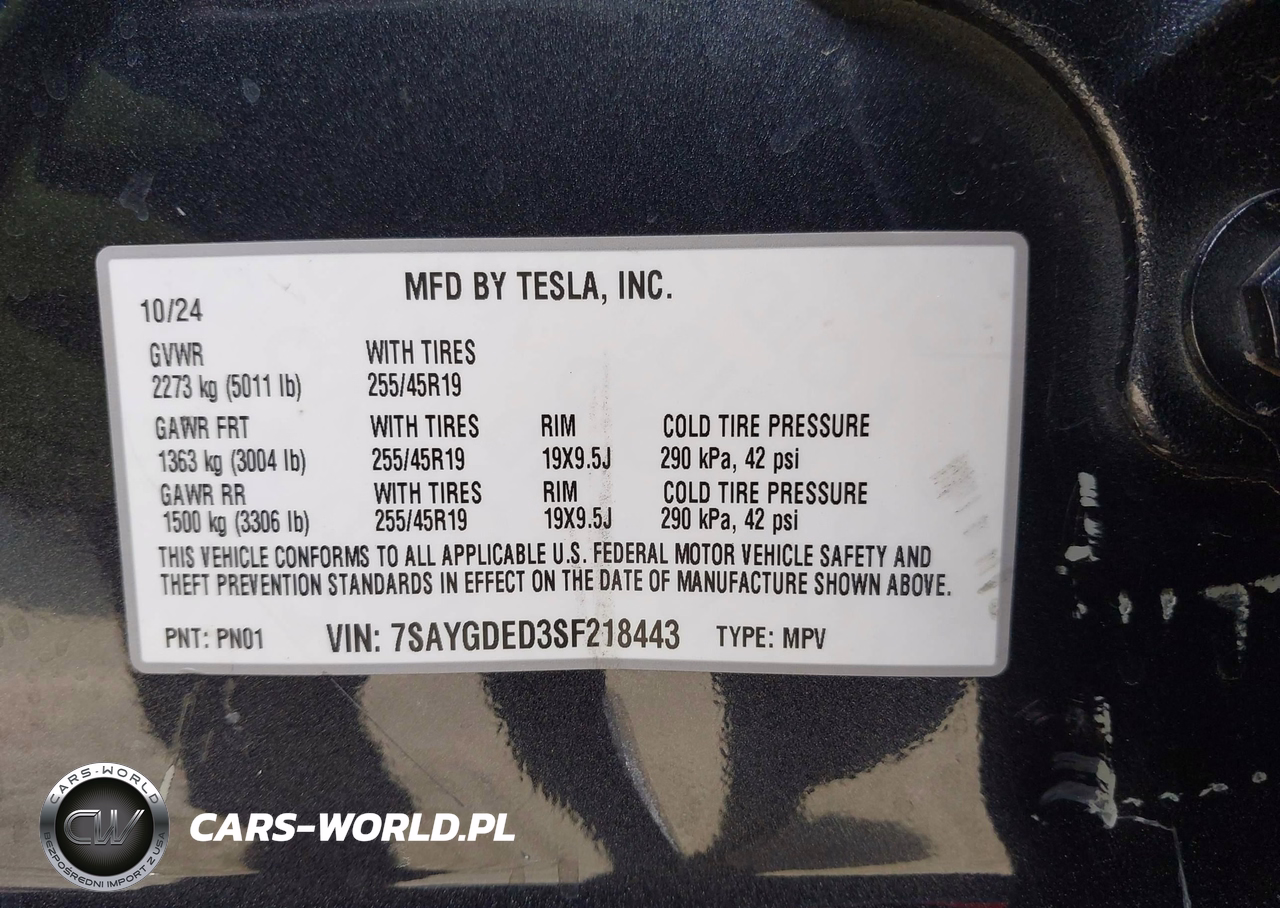 MFD BY TESLA, INC.
10/24
GVWR WITH TIRES
2273 kg (5011 lb) 255/45R19
GAWR FRT WITH TIRES RIM COLD TIRE PRESSURE
1363 kg (3004 lb) 255/45R19 19X9.5J 290 kPa, 42 psi
GAWR RR WITH TIRES RIM COLD TIRE PRESSURE
1500 kg (3306 lb) 255/45R19 19X9.5J 290 kPa, 42 psi
THIS VEHICLE CONFORMS TO ALL APPLICABLE U.S. FEDERAL MOTOR VEHICLE SAFETY AND
THEFT PREVENTION STANDARDS IN EFFECT ON THE DATE OF MANUFACTURE SHOWN ABOVE.
PNT: PN01 VIN: 7SAYGDED3SF218443 TYPE: MPV
CARS-WORLD
CW
BEZPOŚREDNI IMPORT Z USA
CARS-WORLD.PL